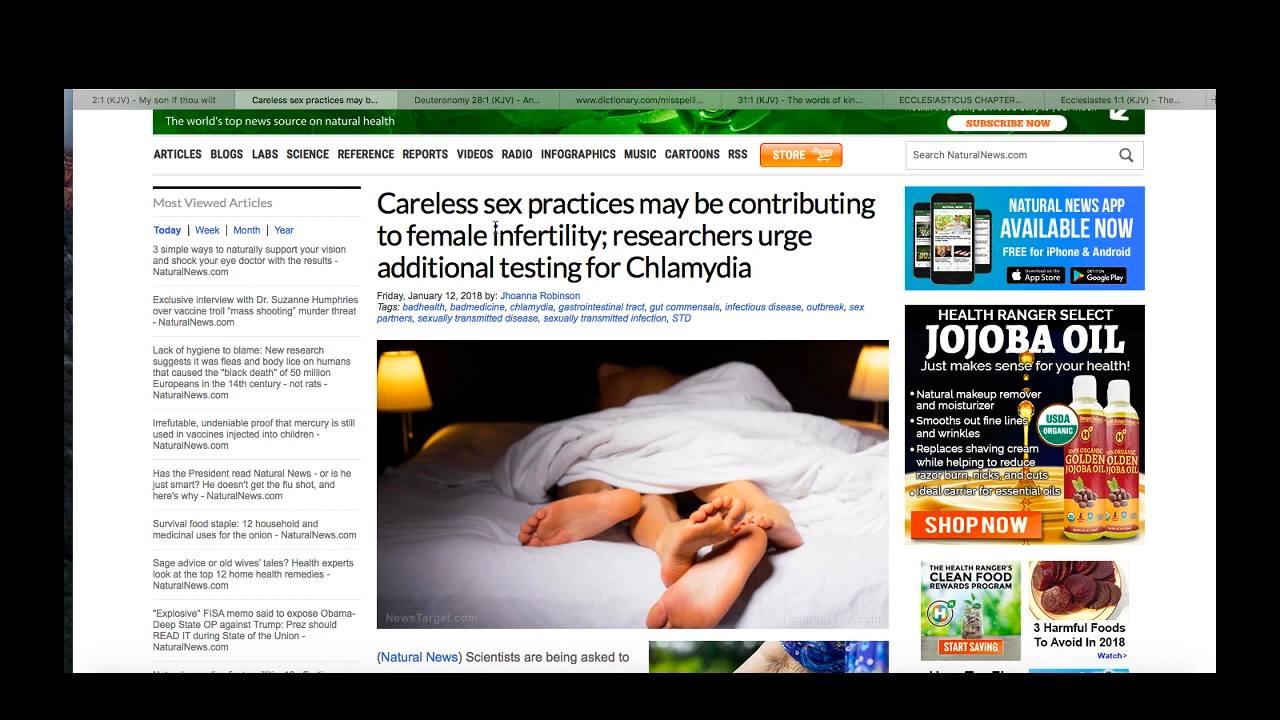 2:1 (KJV) - My son if thou wilt
Careless sex practices may b...
Deuteronomy 28:1 (KJV) - An...
www.dictionary.com/misspelli...
31:1 (KJV) - The words of kin...
ECCLESIASTICUS CHAPTER...
Ecclesiastes 1:1 (KJV) - The...
The world's top news source on natural health
SUBSCRIBE NOW
ARTICLES BLOGS LABS SCIENCE REFERENCE REPORTS VIDEOS RADIO INFOGRAPHICS MUSIC CARTOONS RSS
STORE
Search NaturalNews.com
Most Viewed Articles
Today | Week | Month | Year
3 simple ways to naturally support your vision
and shock your eye doctor with the results -
NaturalNews.com
Exclusive interview with Dr. Suzanne Humphries
over vaccine troll "mass shooting" murder threat
- NaturalNews.com
Lack of hygiene to blame: New research
suggests it was fleas and body lice on humans
that caused the "black death" of 50 million
Europeans in the 14th century - not rats -
NaturalNews.com
Irrefutable, undeniable proof that mercury is still
used in vaccines injected into children -
NaturalNews.com
Has the President read Natural News - or is he
just smart? He doesn't get the flu shot, and
here's why - NaturalNews.com
Survival food staple: 12 household and
medicinal uses for the onion - NaturalNews.com
Sage advice or old wives' tales? Health experts
look at the top 12 home health remedies -
NaturalNews.com
"Explosive" FISA memo said to expose Obama-
Deep State OP against Trump: Prez should
READ IT during State of the Union -
NaturalNews.com
Careless sex practices may be contributing
to female infertility; researchers urge
additional testing for Chlamydia
Friday, January 12, 2018 by: Jhoanna Robinson
Tags: badhealth, badmedicine, chlamydia, gastrointestinal tract, gut commensals, infectious disease, outbreak, sex
partners, sexually transmitted disease, sexually transmitted infection, STD
NewsTarget.com
NaturalNews.com
(Natural News) Scientists are being asked to
NATURAL NEWS APP
AVAILABLE NOW
FREE for iPhone & Android
Download on the
App Store
GET IT ON
Google Play
HEALTH RANGER SELECT
JOJOBA OIL
Just makes sense for your health!
• Natural makeup remover
and moisturizer
• Smooths out fine lines
and wrinkles
• Replaces shaving cream
while helping to reduce
razor burn, nicks, and cuts
• Ideal carrier for essential oils
USDA
ORGANIC
GOLDEN
JOJOBA OIL
SHOP NOW
THE HEALTH RANGER'S
CLEAN FOOD
REWARDS PROGRAM
START SAVING
3 Harmful Foods
To Avoid In 2018
Watch>